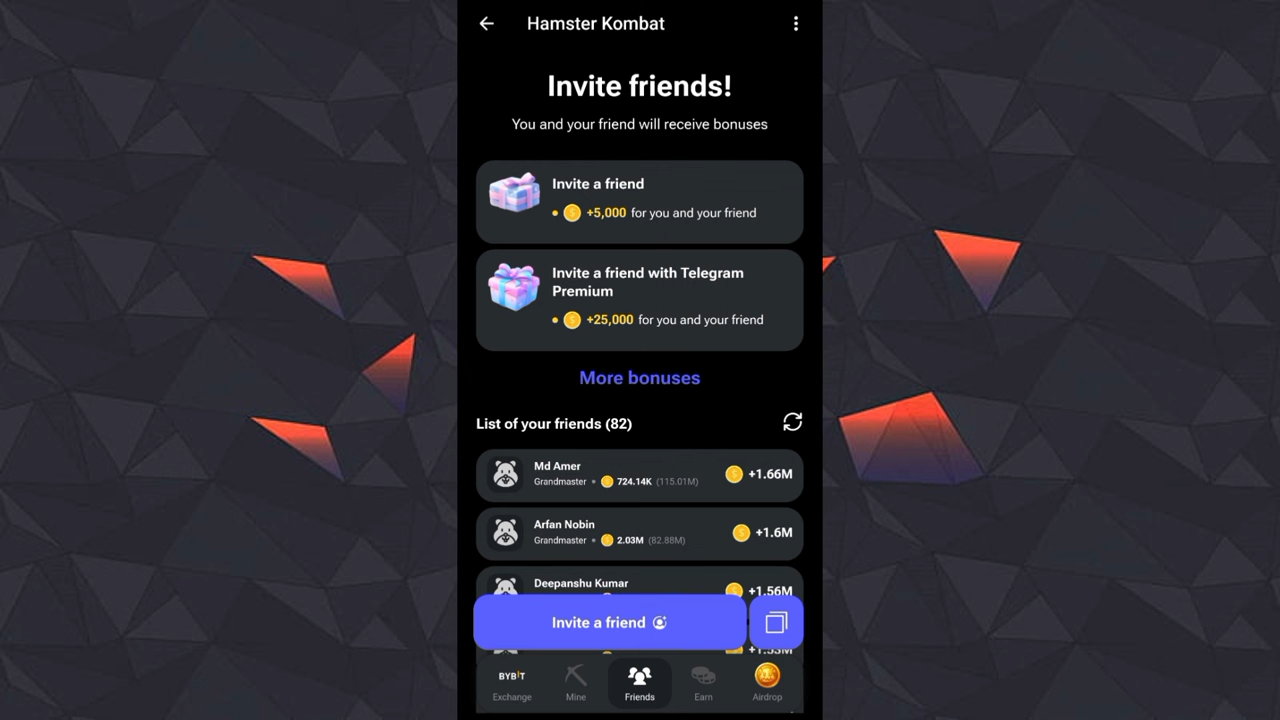 Hamster Kombat
Invite friends!
You and your friend will receive bonuses
Invite a friend
+5,000 for you and your friend
Invite a friend with Telegram
Premium
+25,000 for you and your friend
More bonuses
List of your friends (82)
Md Amer
+1.66M
Grandmaster • 724.14K (115.01M)
Arfan Nobin
+1.6M
Grandmaster • 2.03M (82.88M)
Deepanshu Kumar
+1.56M
Invite a friend
+1.53M
BYBIT
Exchange
Mine
Friends
Earn
Airdrop